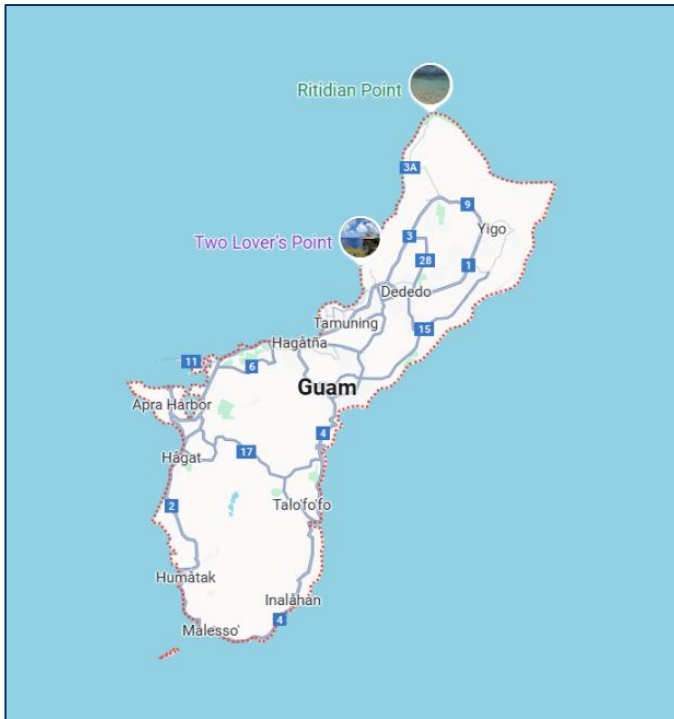 Ritidian Point
3A
9
Yigo
Two Lover's Point
3
28
1
Dededo
Tamuning
15
Hagåtña
11
6
Guam
Apra Harbor
4
Hågat
17
2
Talo'fo'fo
Humåtak
Inalåhan
4
Malesso'